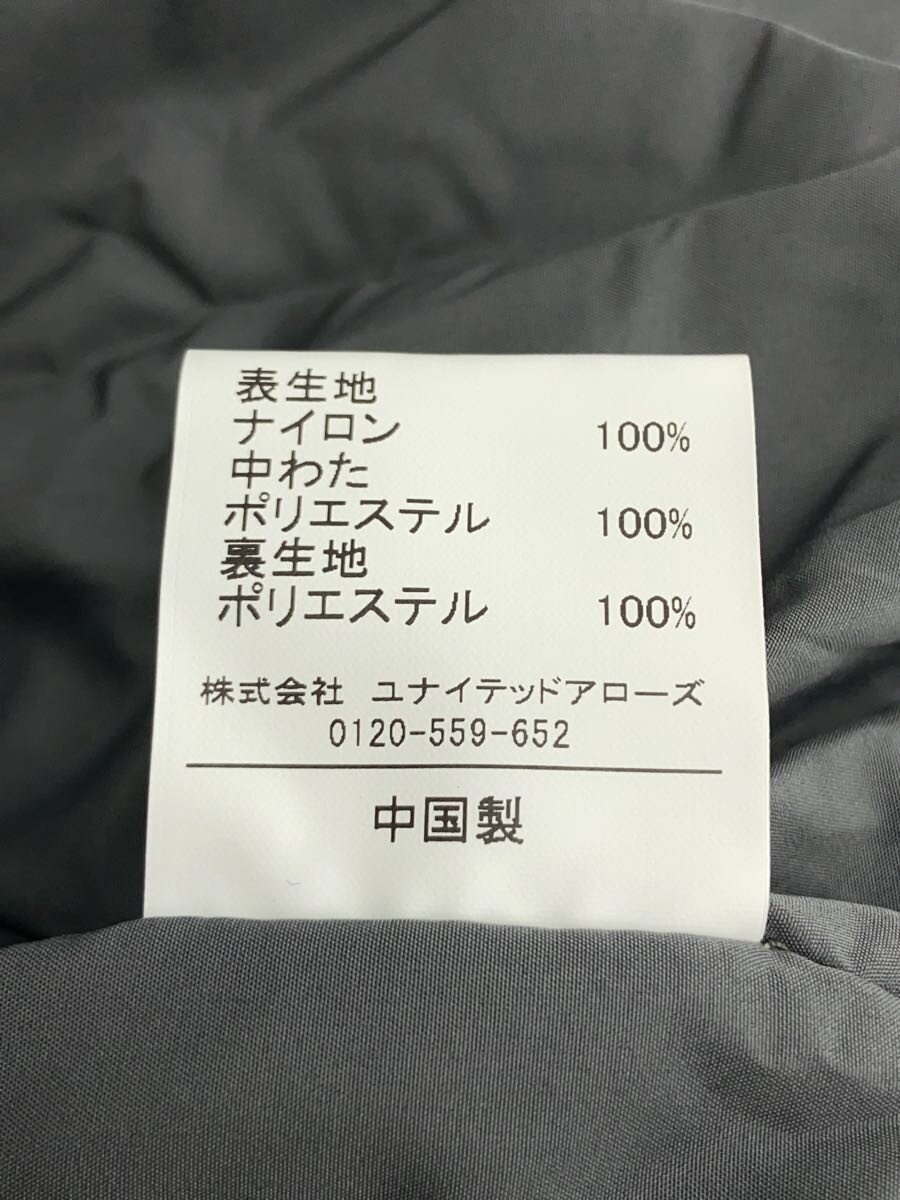 表生地
ナイロン 100%
中わた
ポリエステル 100%
裏生地
ポリエステル 100%
株式会社 ユナイテッドアローズ
0120-559-652
中国製